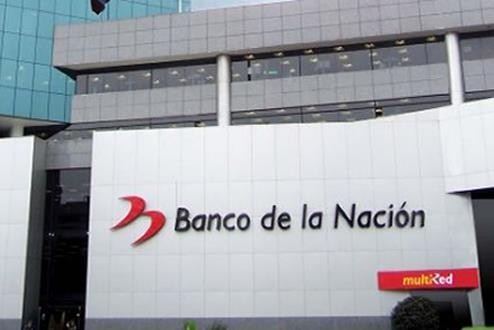 Banco de la Nación
multiRed